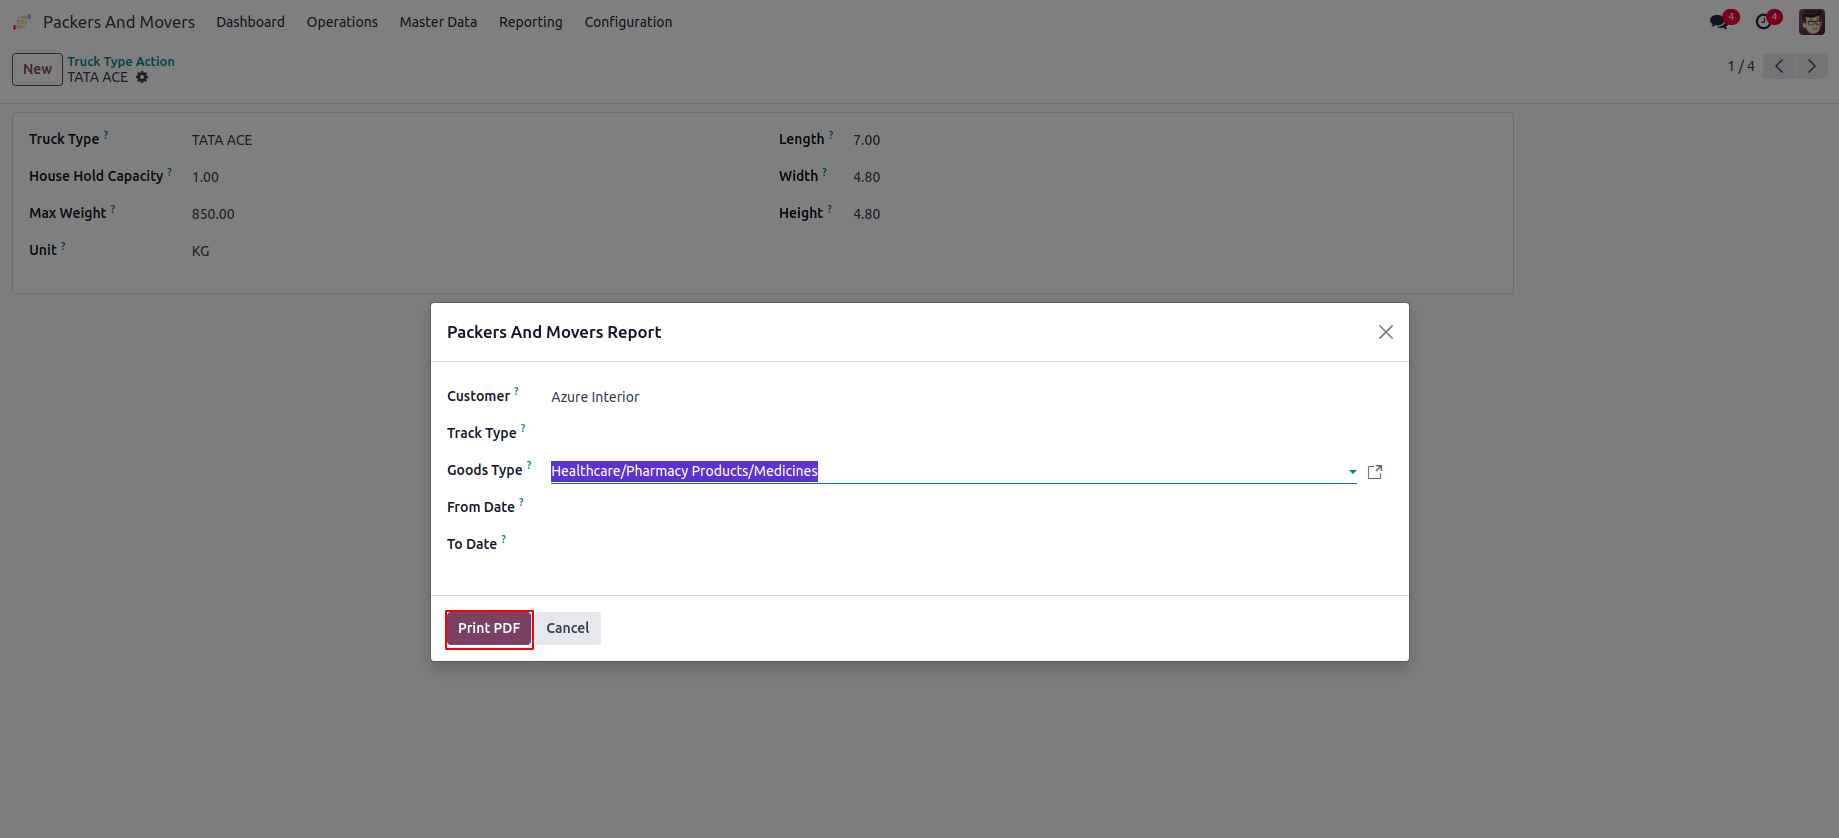 Packers And Movers Dashboard Operations Master Data Reporting Configuration 4 4
New Truck Type Action
TATA ACE
1 / 4
Truck Type ? TATA ACE Length ? 7.00
House Hold Capacity ? 1.00 Width ? 4.80
Max Weight ? 850.00 Height ? 4.80
Unit ? KG
Packers And Movers Report
Customer ? Azure Interior
Track Type ?
Goods Type ? Healthcare/Pharmacy Products/Medicines
From Date ?
To Date ?
Print PDF Cancel